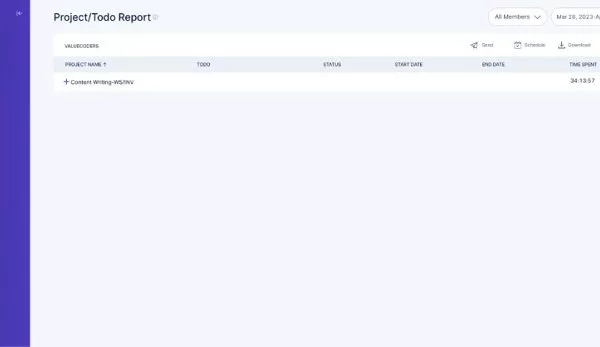 Project/Todo Report
All Members
Mar 28, 2023-A
VALUECODERS
Send
Schedule
Download
PROJECT NAME ↑ TODO STATUS START DATE END DATE TIME SPENT
+ Content Writing-WS/INV 34:13:57